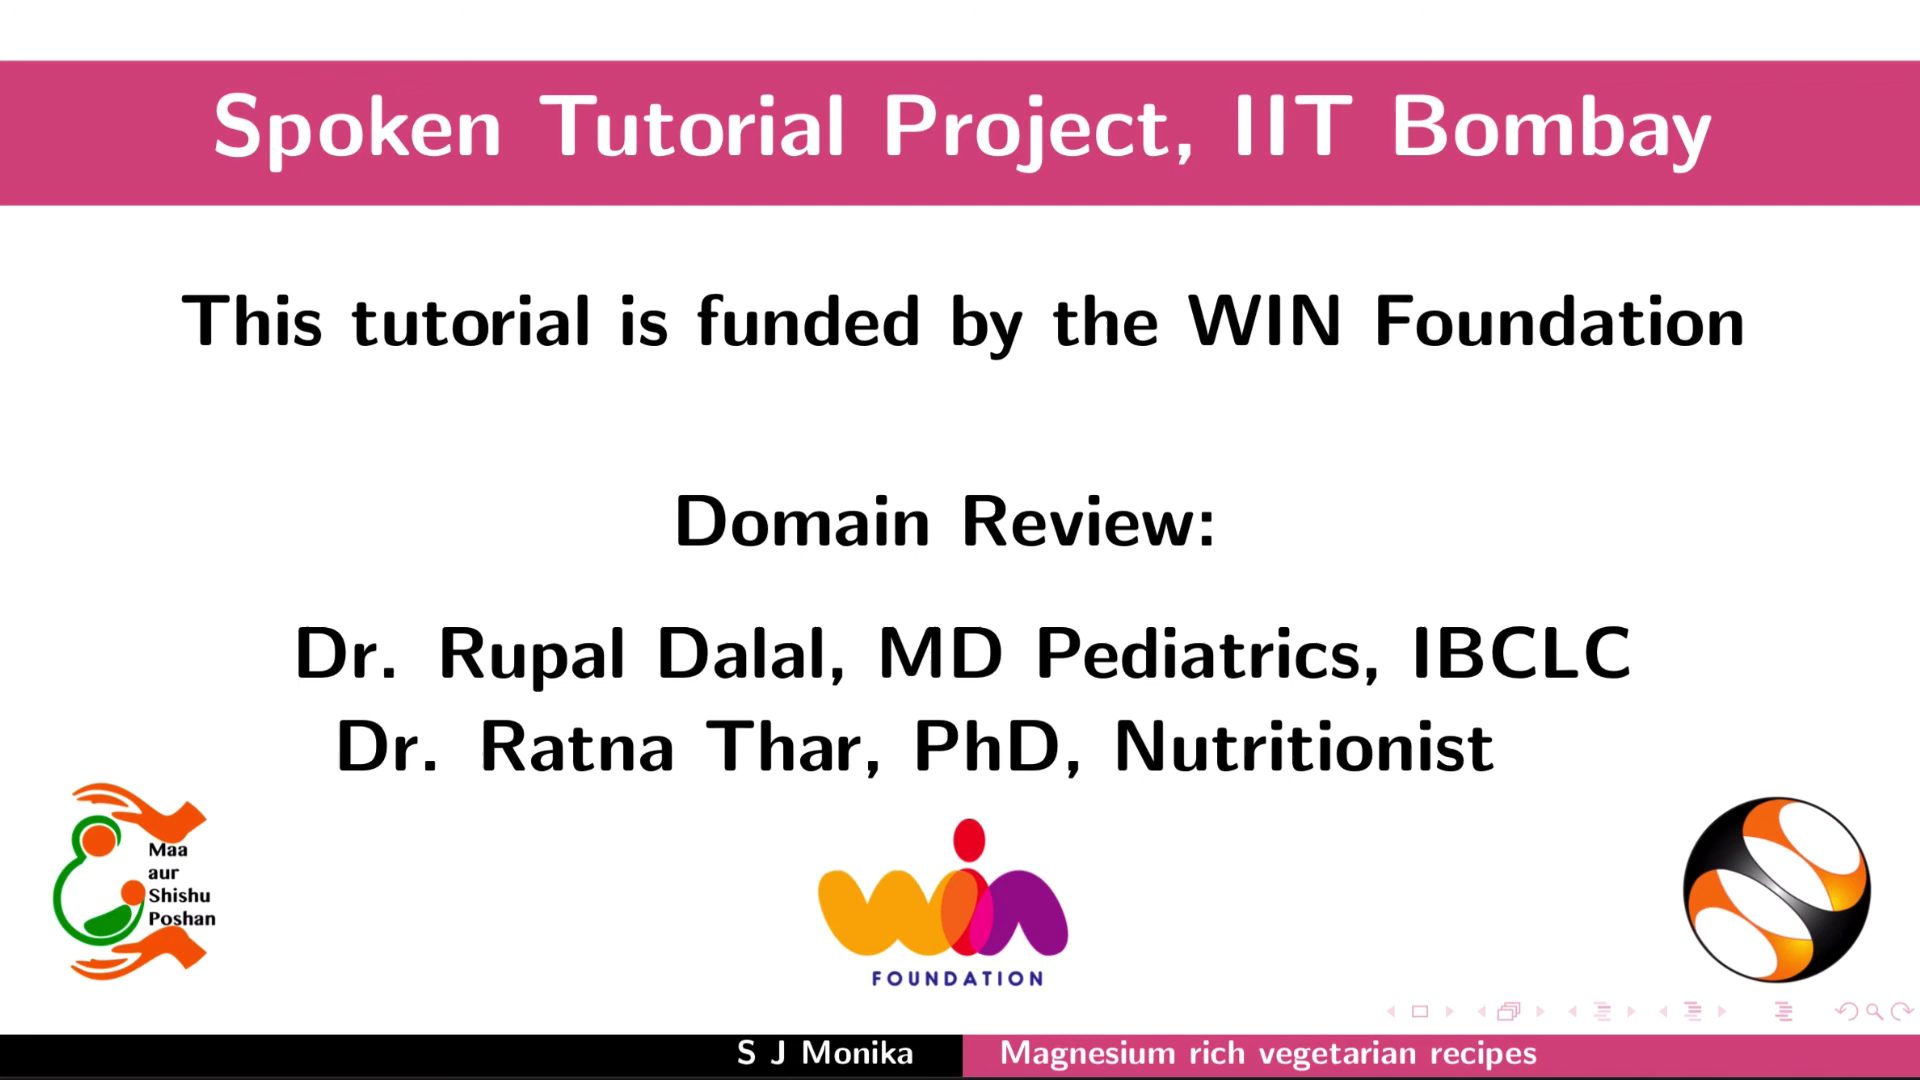 Spoken Tutorial Project, IIT Bombay
This tutorial is funded by the WIN Foundation
Domain Review:
Dr. Rupal Dalal, MD Pediatrics, IBCLC
Dr. Ratna Thar, PhD, Nutritionist
Maa
aur
Shishu
Poshan
win
FOUNDATION
S J Monika
Magnesium rich vegetarian recipes